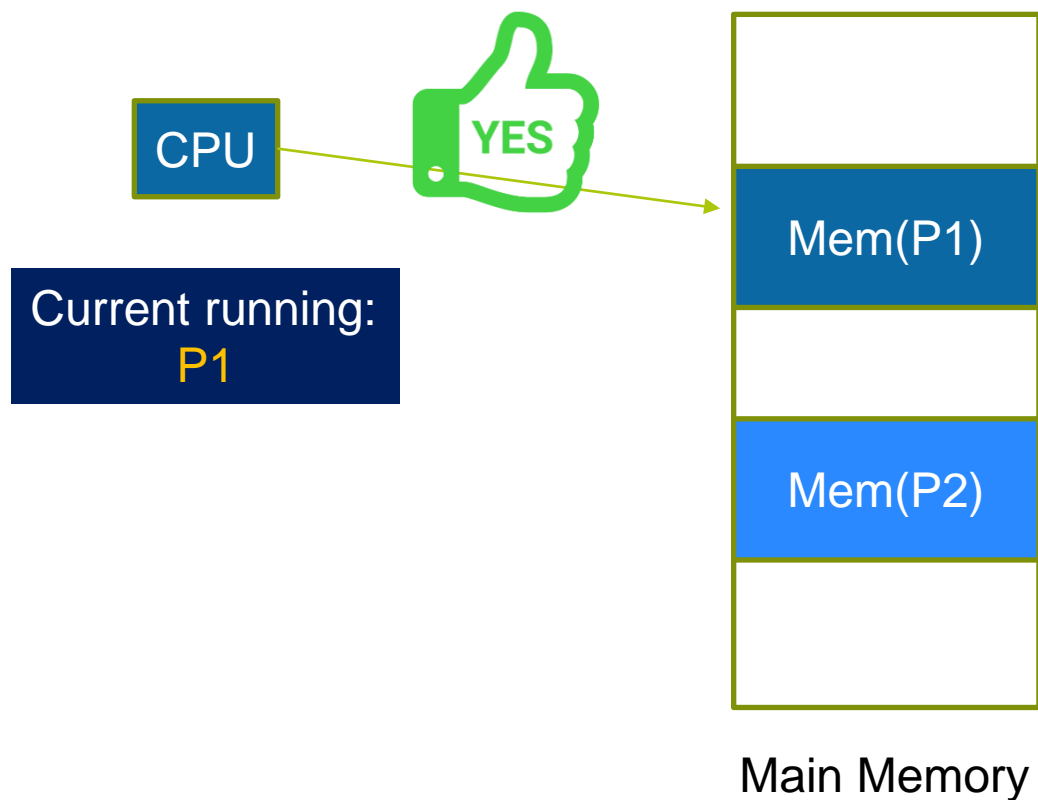 CPU
YES
Mem(P1)
Current running:
P1
Mem(P2)
Main Memory